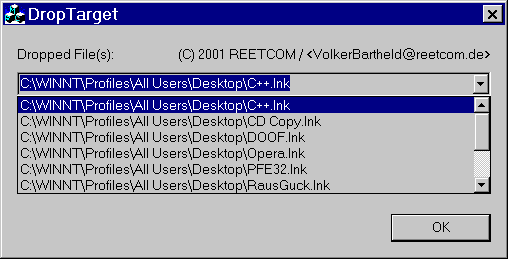 DropTarget
Dropped File(s): (C) 2001 REETCOM / <VolkerBartheld@reetcom.de>
C:\WINNT\Profiles\All Users\Desktop\C++.lnk
C:\WINNT\Profiles\All Users\Desktop\C++.lnk
C:\WINNT\Profiles\All Users\Desktop\CD Copy.lnk
C:\WINNT\Profiles\All Users\Desktop\DOOF.lnk
C:\WINNT\Profiles\All Users\Desktop\Opera.lnk
C:\WINNT\Profiles\All Users\Desktop\PFE32.lnk
C:\WINNT\Profiles\All Users\Desktop\RausGuck.lnk
OK